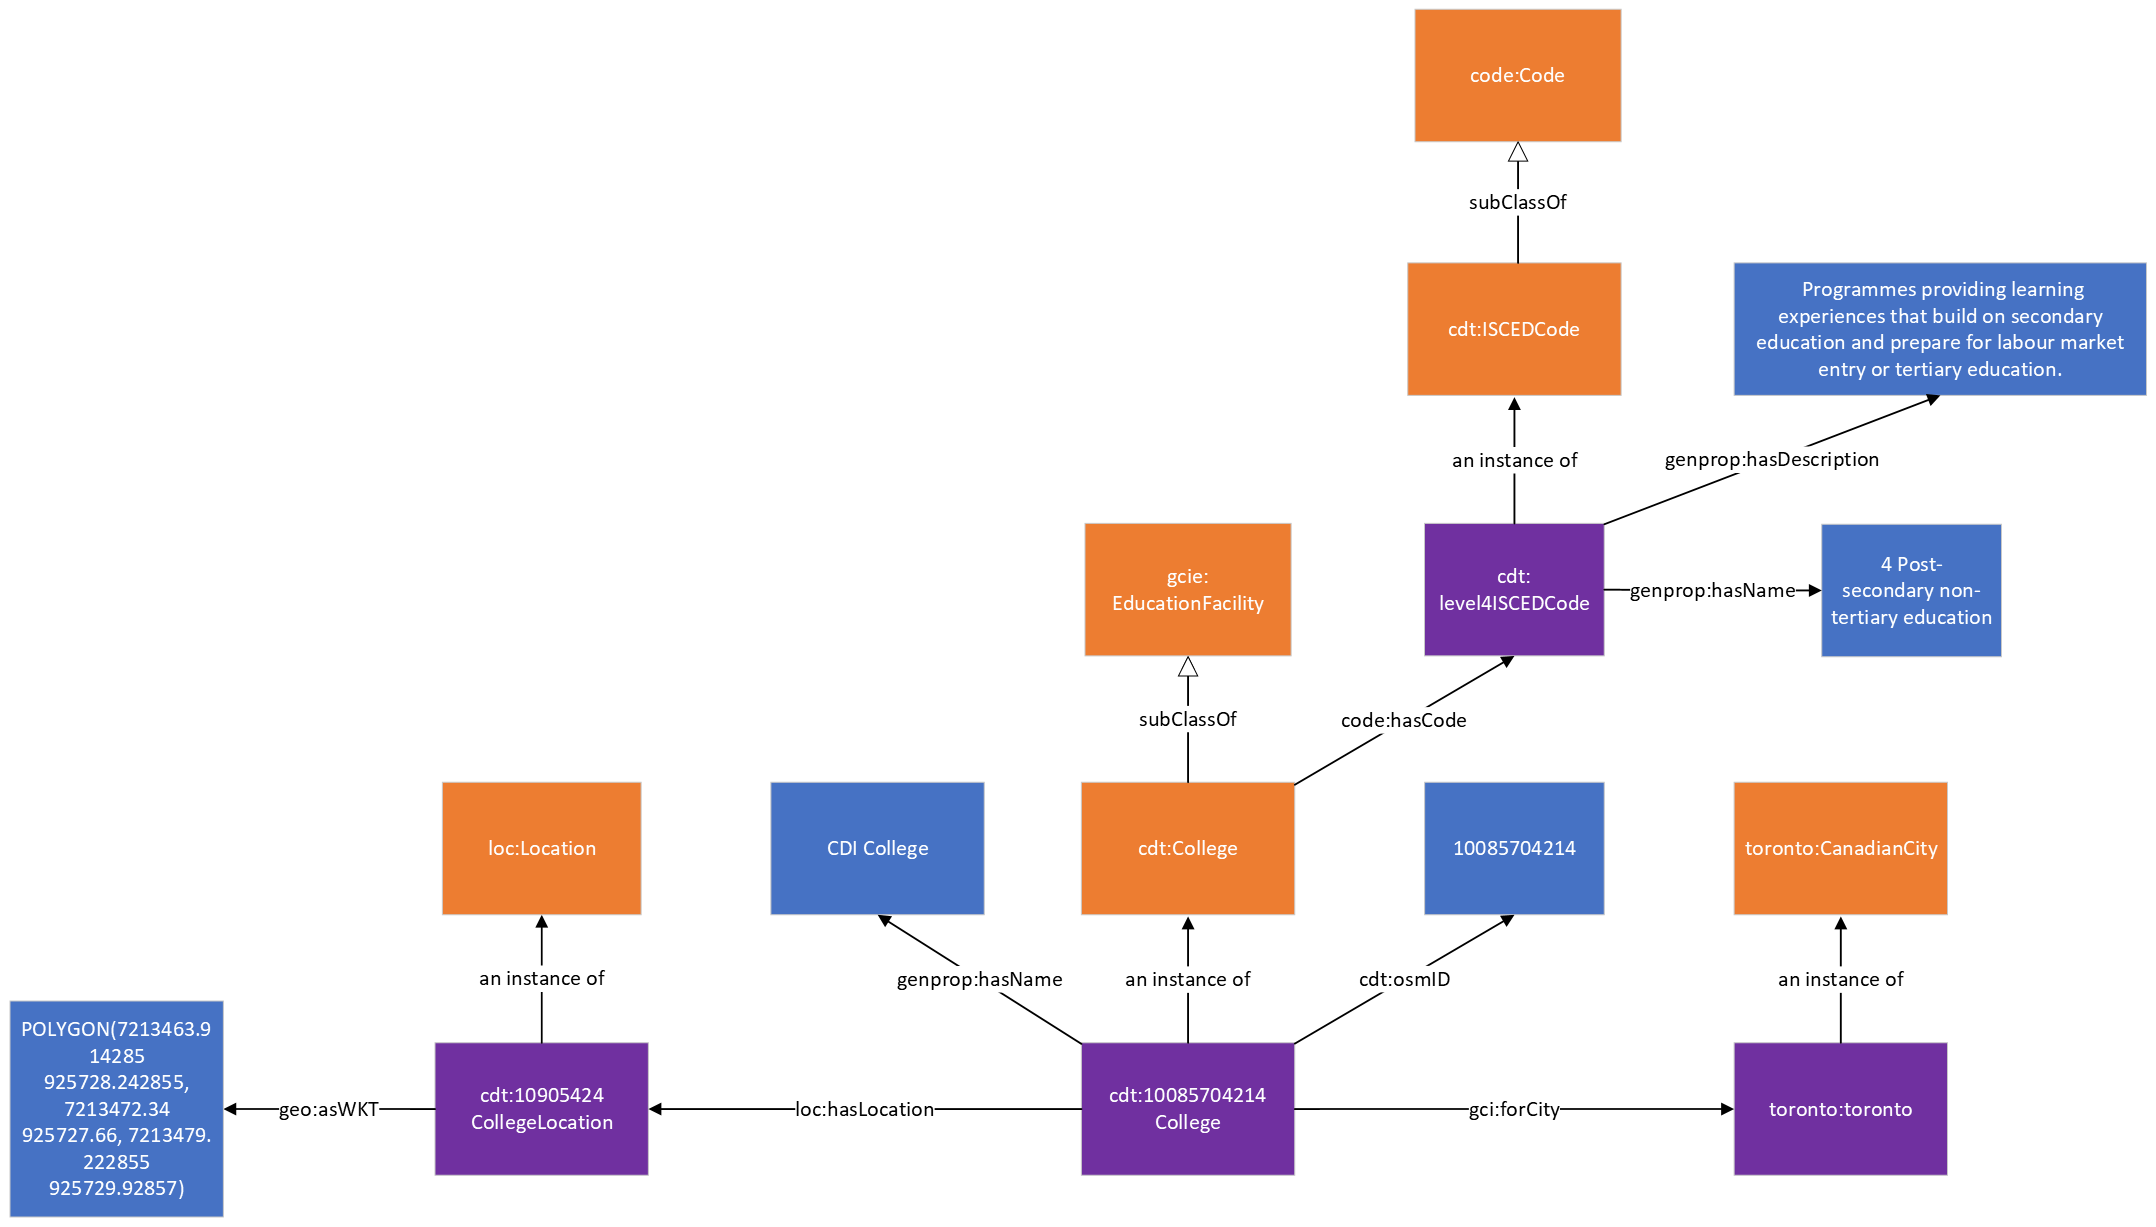 code:Code
subClassOf
cdt:ISCEDCode
Programmes providing learning
experiences that build on secondary
education and prepare for labour market
entry or tertiary education.
an instance of
genprop:hasDescription
gcie:
EducationFacility
cdt:
level4ISCEDCode
genprop:hasName
4 Post-
secondary non-
tertiary education
subClassOf
code:hasCode
loc:Location
CDI College
cdt:College
10085704214
toronto:CanadianCity
an instance of
genprop:hasName
an instance of
cdt:osmID
an instance of
POLYGON(7213463.9
14285
925728.242855,
7213472.34
925727.66, 7213479.
222855
925729.92857)
geo:asWKT
cdt:10905424
CollegeLocation
loc:hasLocation
cdt:10085704214
College
gci:forCity
toronto:toronto